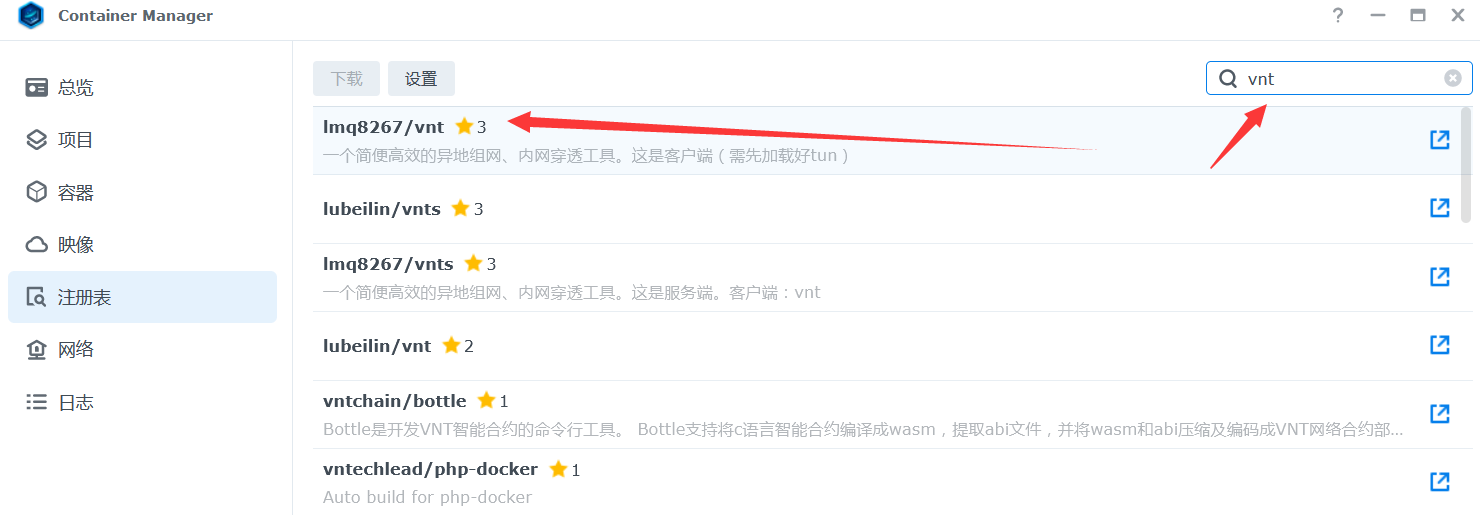 Container Manager
总览
项目
容器
映像
注册表
网络
日志
下载 设置
vnt
lmq8267/vnt 3
一个简便高效的异地组网、内网穿透工具。这是客户端（需先加载好tun）
lubeilin/vnts 3
lmq8267/vnts 3
一个简便高效的异地组网、内网穿透工具。这是服务端。客户端：vnt
lubeilin/vnt 2
vntchain/bottle 1
Bottle是开发VNT智能合约的命令行工具。 Bottle支持将c语言智能合约编译成wasm，提取abi文件，并将wasm和abi压缩及编码成VNT网络合约部...
vntechlead/php-docker 1
Auto build for php-docker